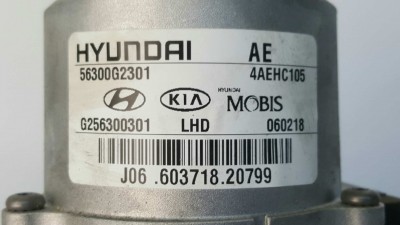 HYUNDAI AE
56300G2301 4AEHC105
KIA HYUNDAI MOBIS
G256300301 LHD 060218
J06 .603718.20799